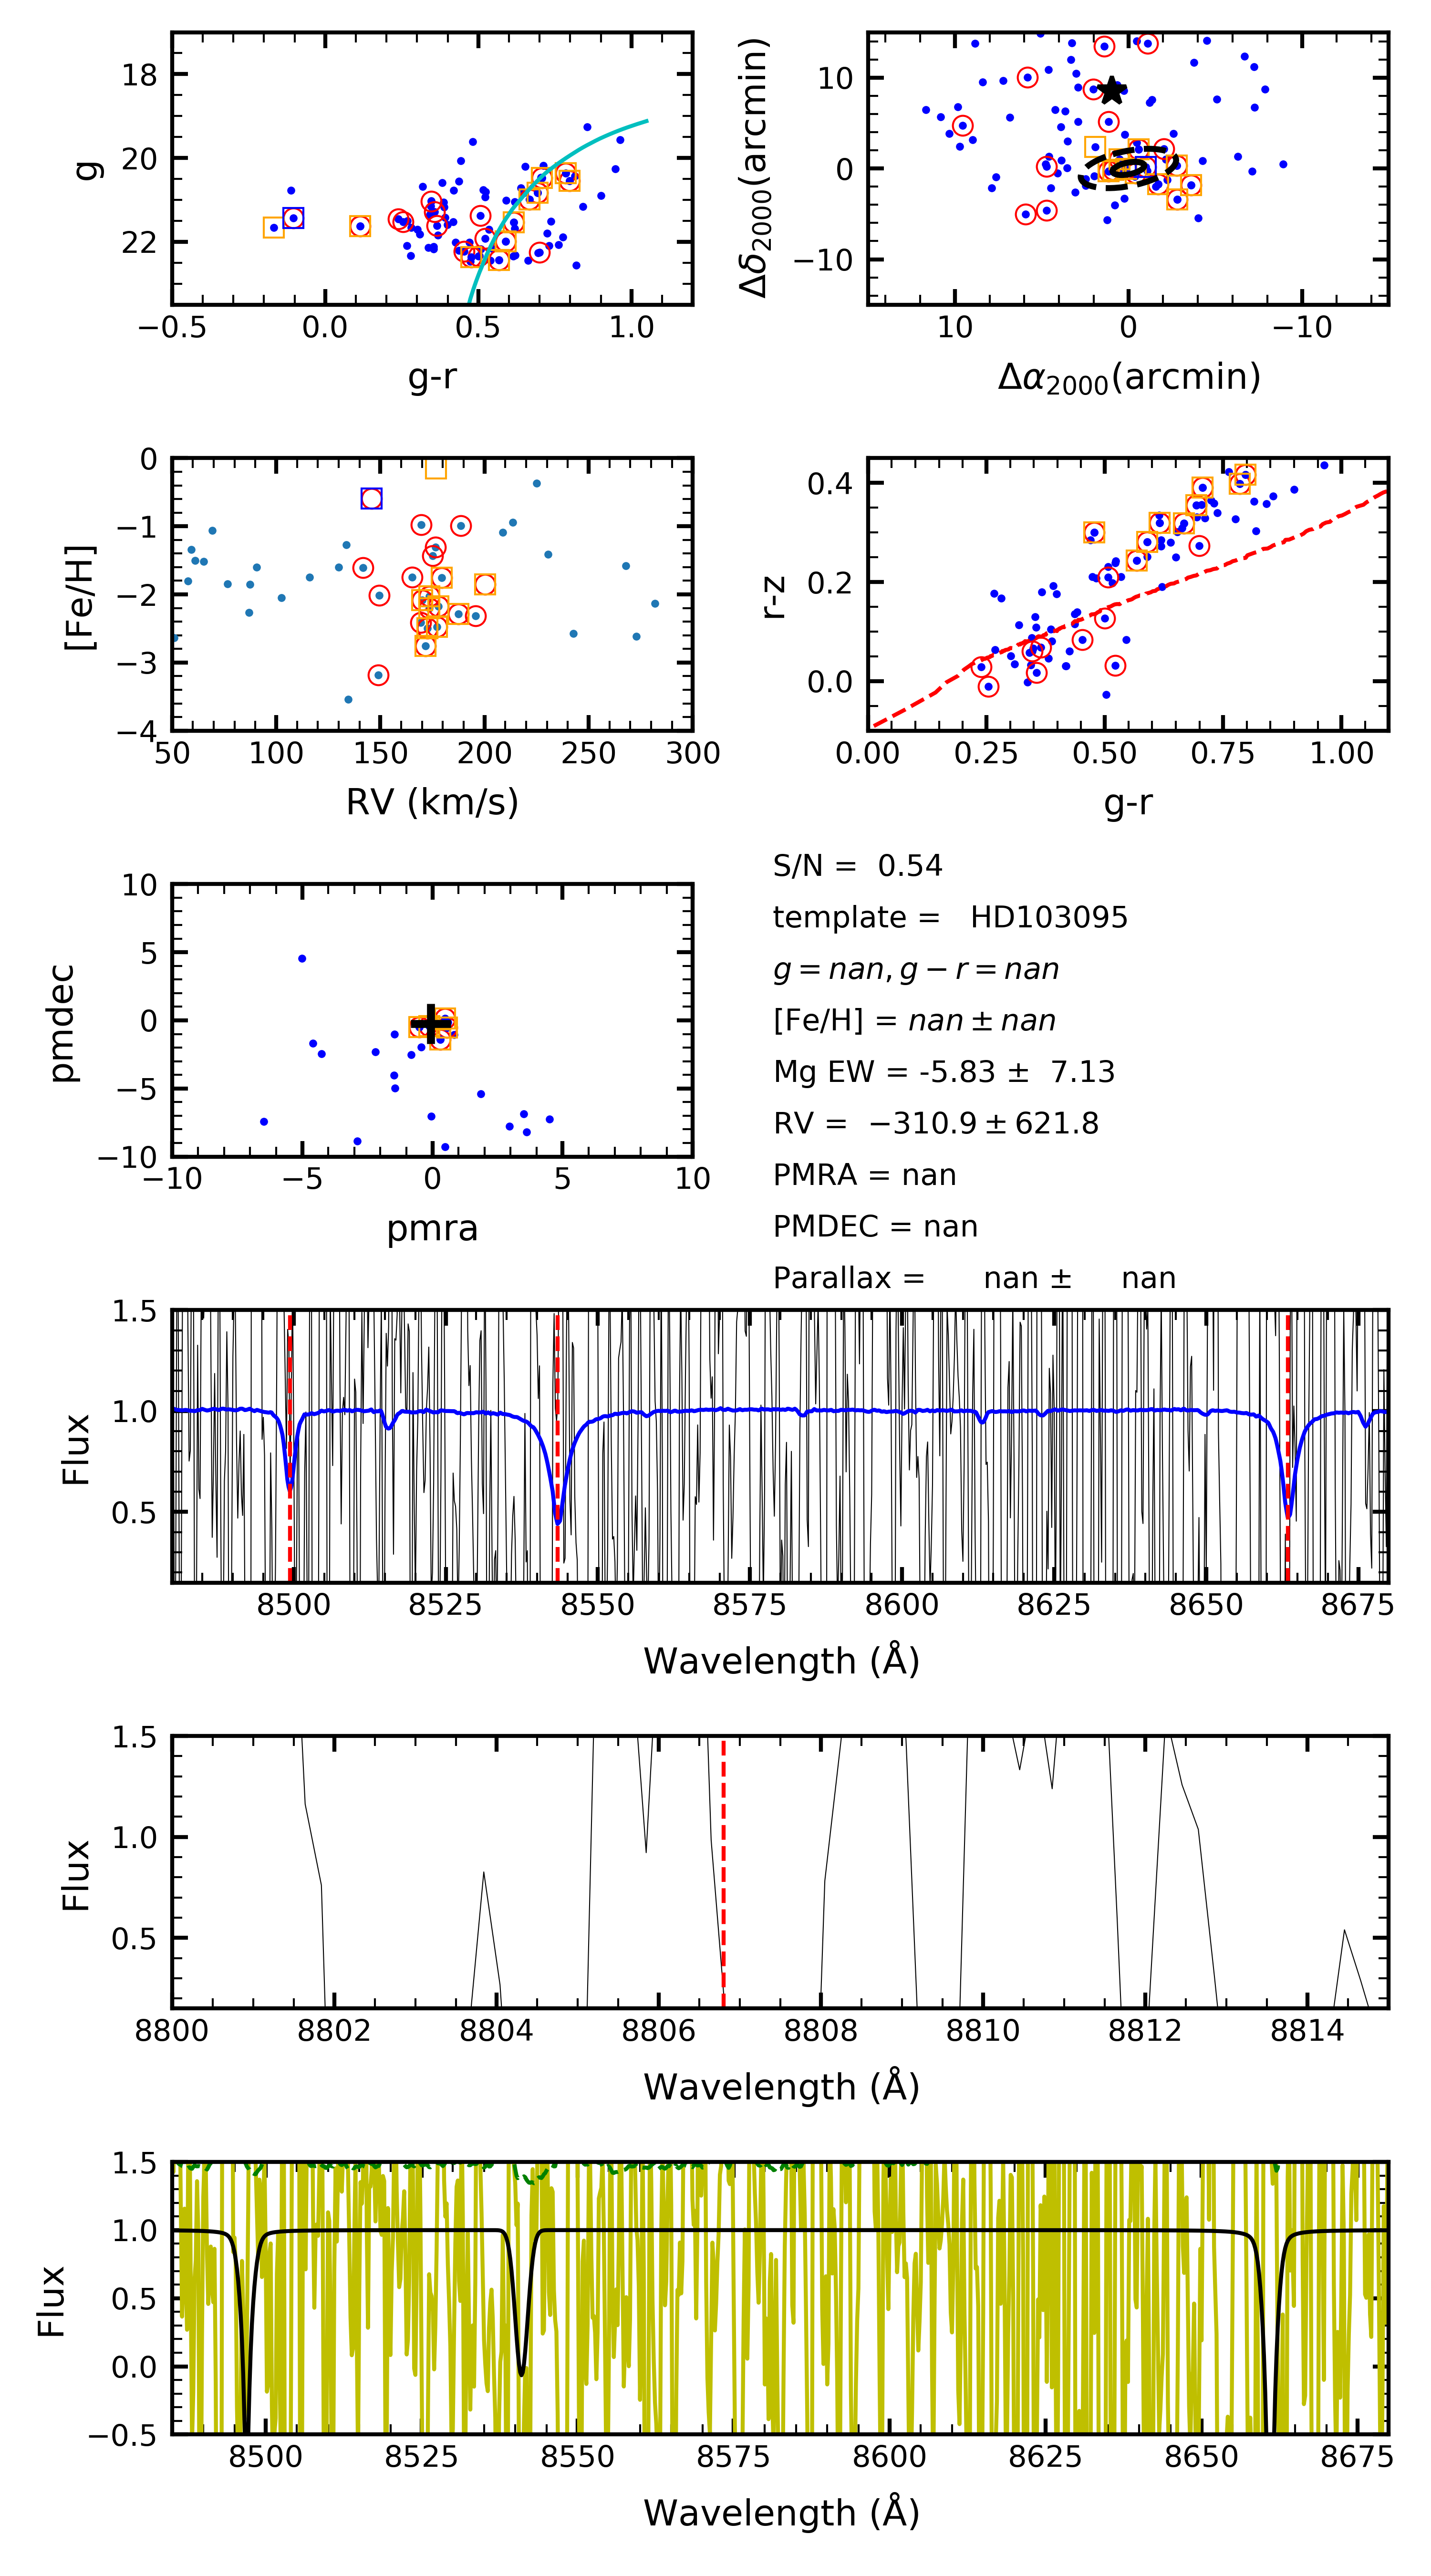 18
20
22
g
−0.5 0.0 0.5 1.0
g-r
10
0
−10
Δδ2000(arcmin)
10 0 −10
Δα2000(arcmin)
0
−1
−2
−3
−4
[Fe/H]
50 100 150 200 250 300
RV (km/s)
0.4
0.2
0.0
r-z
0.00 0.25 0.50 0.75 1.00
g-r
10
5
0
−5
−10
pmdec
−10 −5 0 5 10
pmra
S/N = 0.54
template = HD103095
g = nan, g − r = nan
[Fe/H] = nan ± nan
Mg EW = -5.83 ± 7.13
RV = −310.9 ± 621.8
PMRA = nan
PMDEC = nan
Parallax = nan ± nan
1.5
1.0
0.5
Flux
8500 8525 8550 8575 8600 8625 8650 8675
Wavelength (Å)
1.5
1.0
0.5
Flux
8800 8802 8804 8806 8808 8810 8812 8814
Wavelength (Å)
1.5
1.0
0.5
0.0
−0.5
Flux
8500 8525 8550 8575 8600 8625 8650 8675
Wavelength (Å)